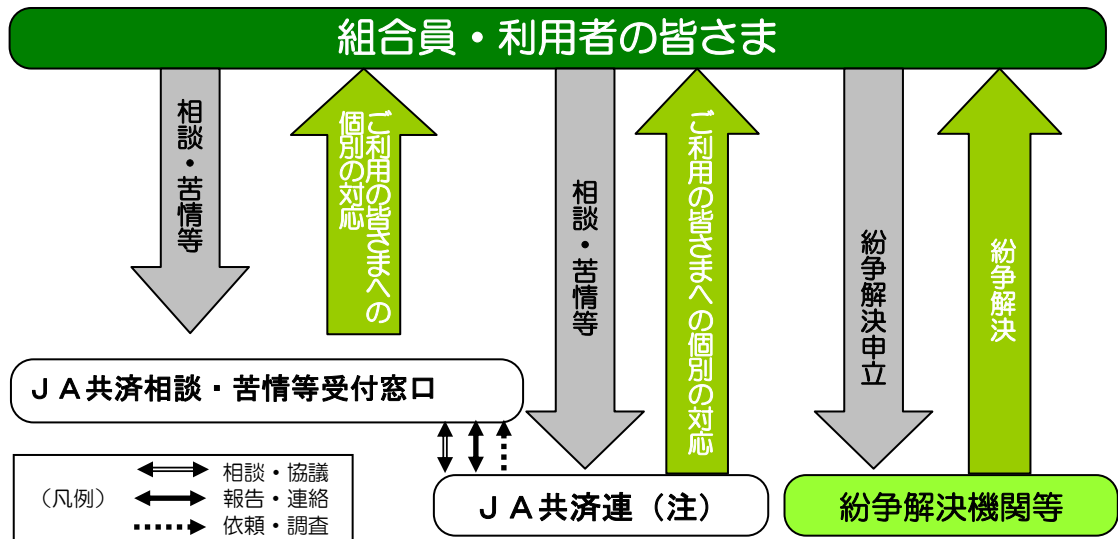 組合員・利用者の皆さま
相談・苦情等
ご利用の皆さまへの
個別の対応
相談・苦情等
ご利用の皆さまへの個別の対応
紛争解決申立
紛争解決
ＪＡ共済相談・苦情等受付窓口
（凡例）
相談・協議
報告・連絡
依頼・調査
ＪＡ共済連（注）
紛争解決機関等